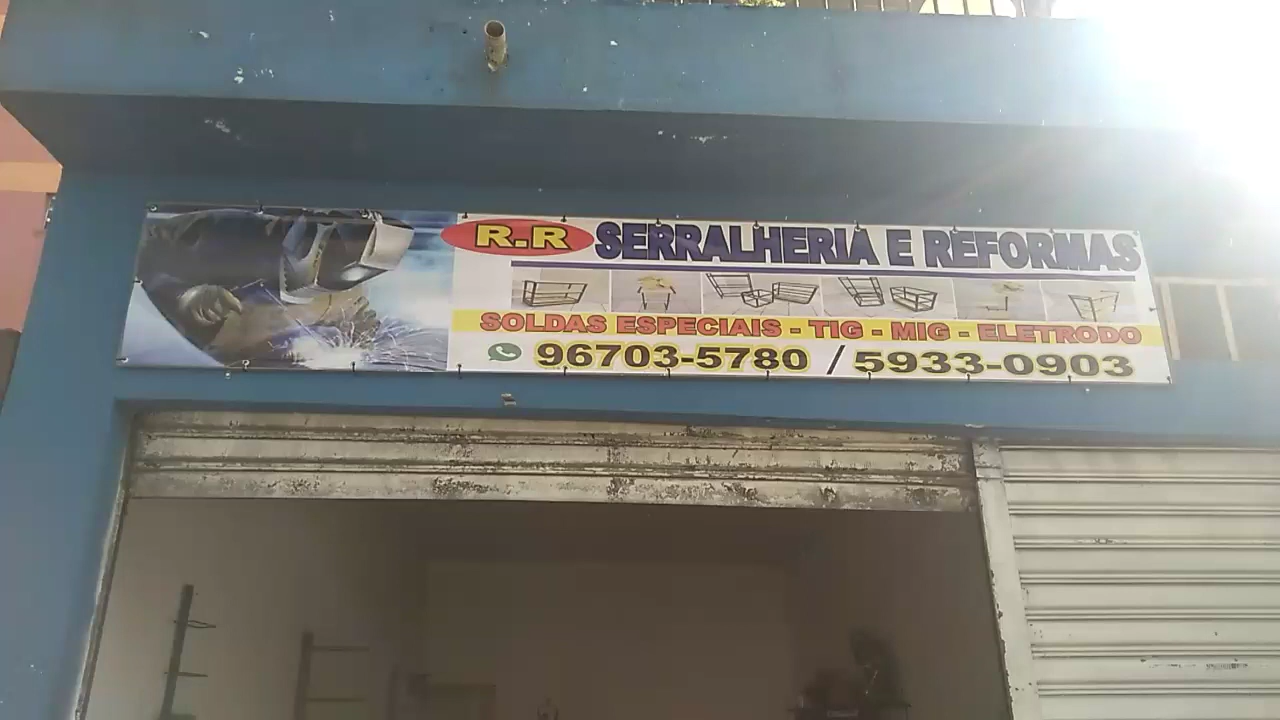 R.R SERRALHERIA E REFORMAS
SOLDAS ESPECIAIS - TIG - MIG - ELETRODO
96703-5780 / 5933-0903